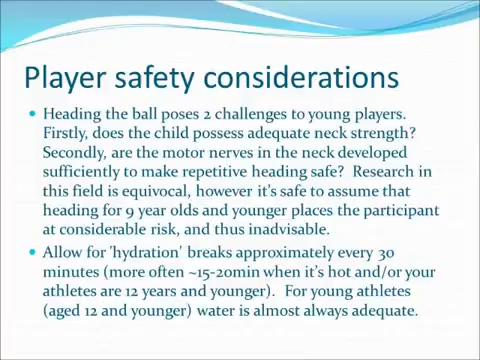 Player safety considerations
Heading the ball poses 2 challenges to young players.
Firstly, does the child possess adequate neck strength?
Secondly, are the motor nerves in the neck developed
sufficiently to make repetitive heading safe?  Research in
this field is equivocal, however it's safe to assume that
heading for 9 year olds and younger places the participant
at considerable risk, and thus inadvisable.
Allow for 'hydration' breaks approximately every 30
minutes (more often ~15-20min when it's hot and/or your
athletes are 12 years and younger).  For young athletes
(aged 12 and younger) water is almost always adequate.